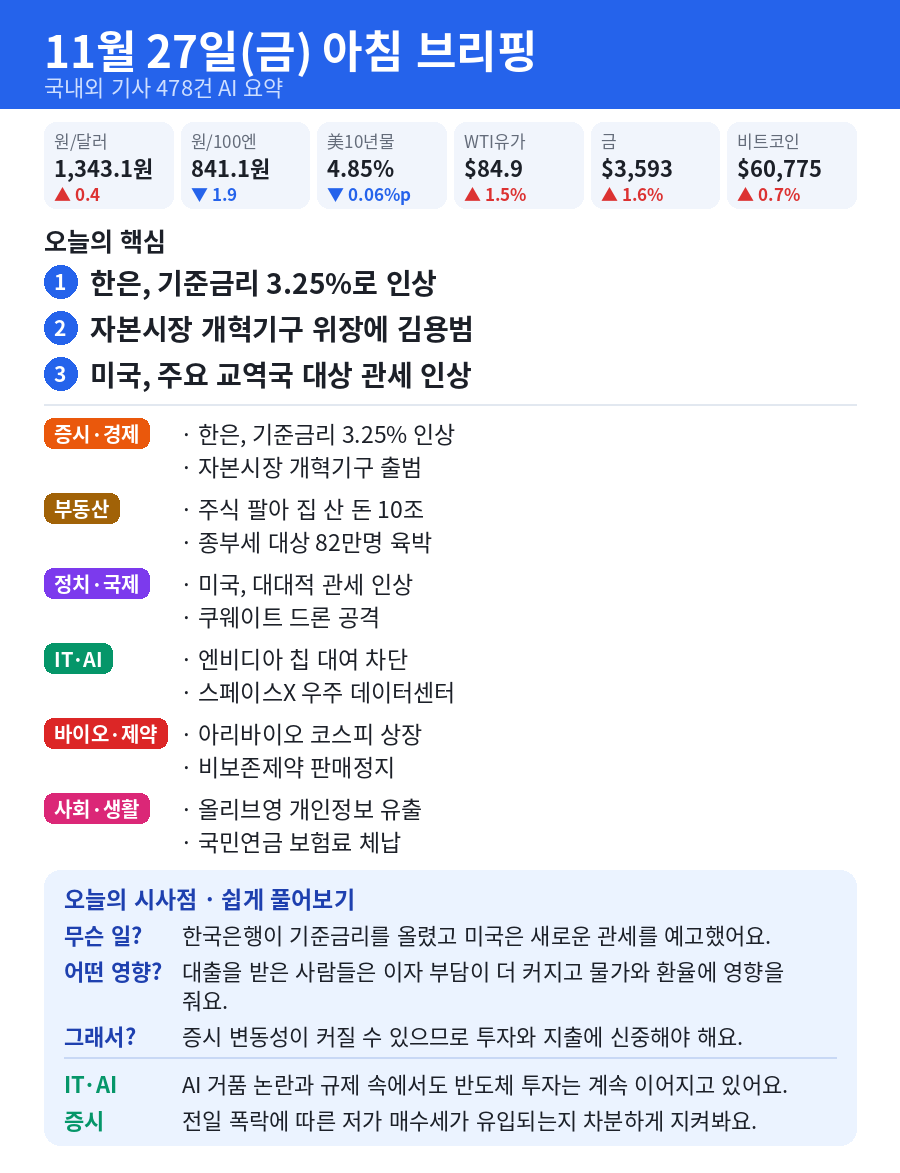 11월 27일(금) 아침 브리핑
국내외 기사 478건 AI 요약
원/달러
1,343.1원
▲ 0.4
원/100엔
841.1원
▼ 1.9
美10년물
4.85%
▼ 0.06%p
WTI유가
$84.9
▲ 1.5%
금
$3,593
▲ 1.6%
비트코인
$60,775
▲ 0.7%
오늘의 핵심
1 한은, 기준금리 3.25%로 인상
2 자본시장 개혁기구 위장에 김용범
3 미국, 주요 교역국 대상 관세 인상
증시·경제
· 한은, 기준금리 3.25% 인상
· 자본시장 개혁기구 출범
부동산
· 주식 팔아 집 산 돈 10조
· 종부세 대상 82만명 육박
정치·국제
· 미국, 대대적 관세 인상
· 쿠웨이트 드론 공격
IT·AI
· 엔비디아 칩 대여 차단
· 스페이스X 우주 데이터센터
바이오·제약
· 아리바이오 코스피 상장
· 비보존제약 판매정지
사회·생활
· 올리브영 개인정보 유출
· 국민연금 보험료 체납
오늘의 시사점 · 쉽게 풀어보기
무슨 일? 한국은행이 기준금리를 올렸고 미국은 새로운 관세를 예고했어요.
어떤 영향? 대출을 받은 사람들은 이자 부담이 더 커지고 물가와 환율에 영향을
줘요.
그래서? 증시 변동성이 커질 수 있으므로 투자와 지출에 신중해야 해요.
IT·AI AI 거품 논란과 규제 속에서도 반도체 투자는 계속 이어지고 있어요.
증시 전일 폭락에 따른 저가 매수세가 유입되는지 차분하게 지켜봐요.